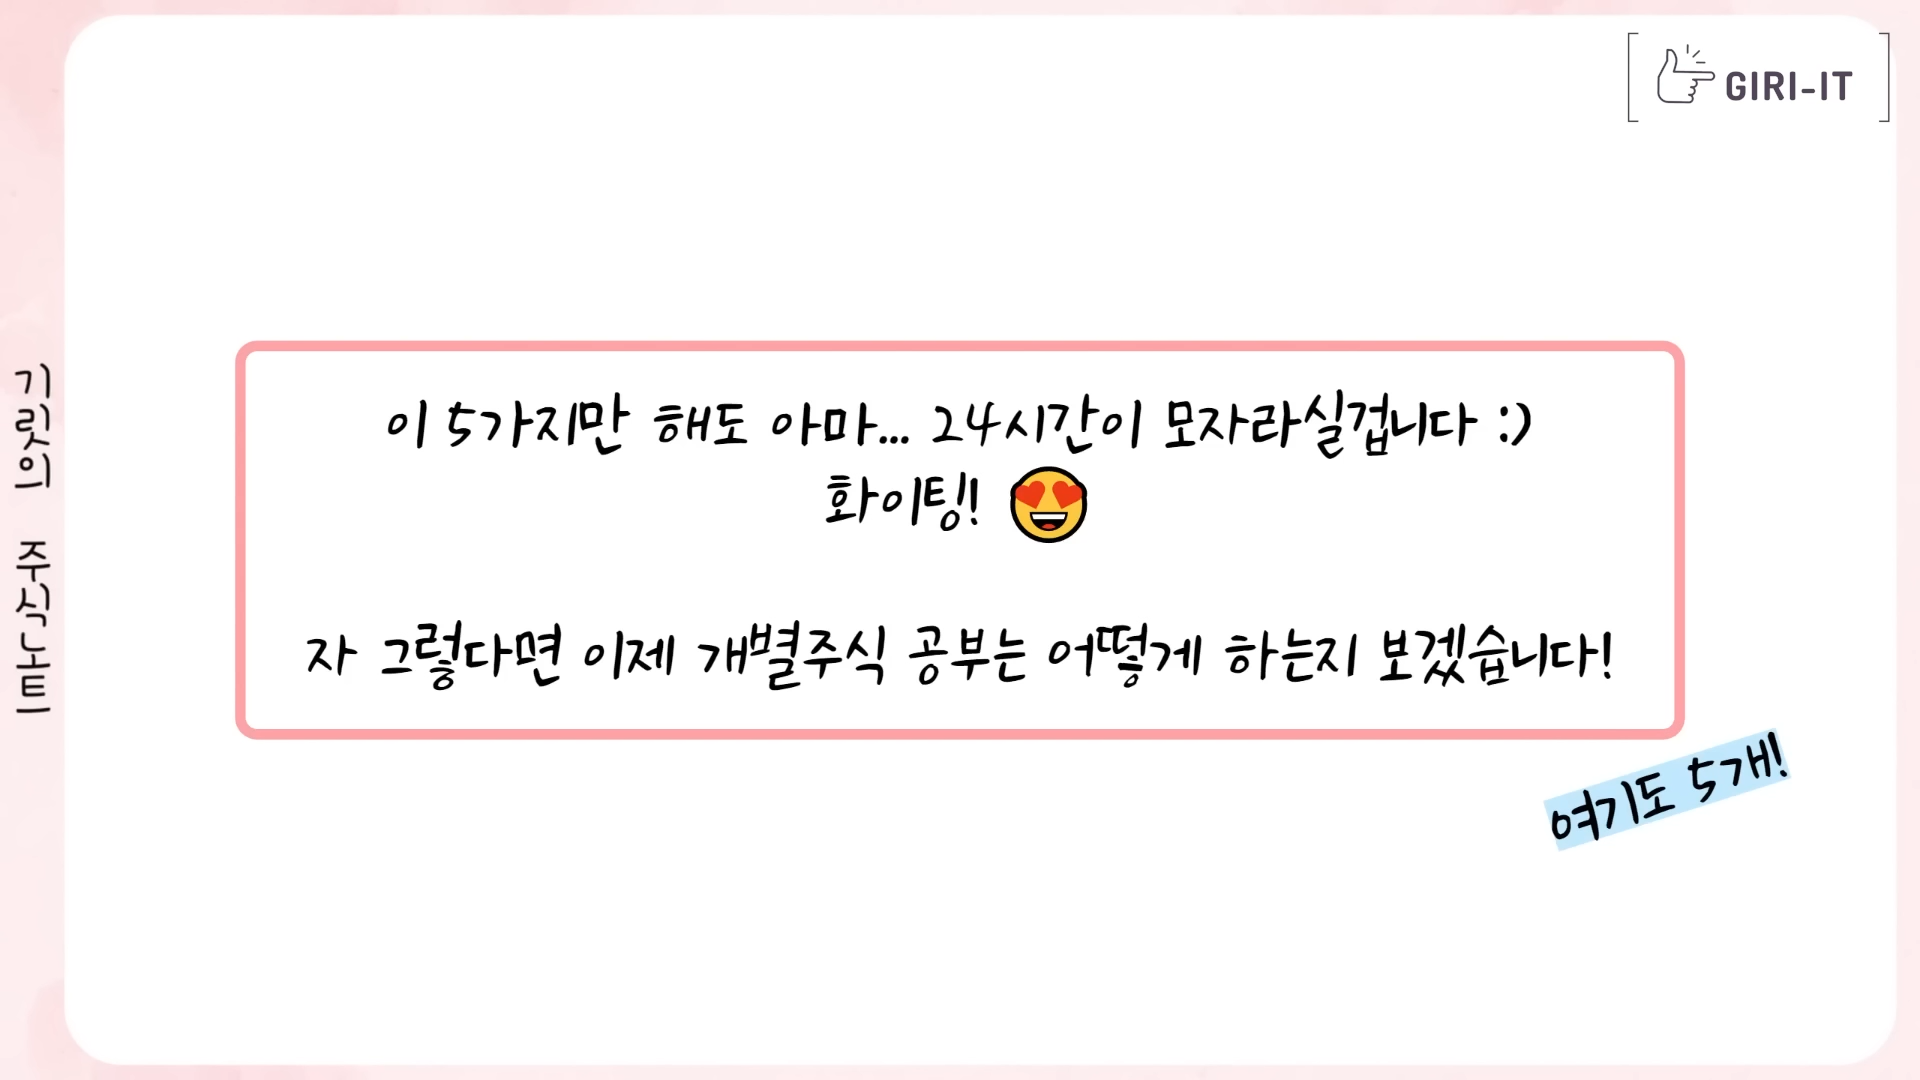 GIRI-IT
기릿의 주식노트
이 5가지만 해도 아마... 24시간이 모자라실겁니다 :)
화이팅! 😍
자 그렇다면 이제 개별주식 공부는 어떻게 하는지 보겠습니다!
여기도 5개!